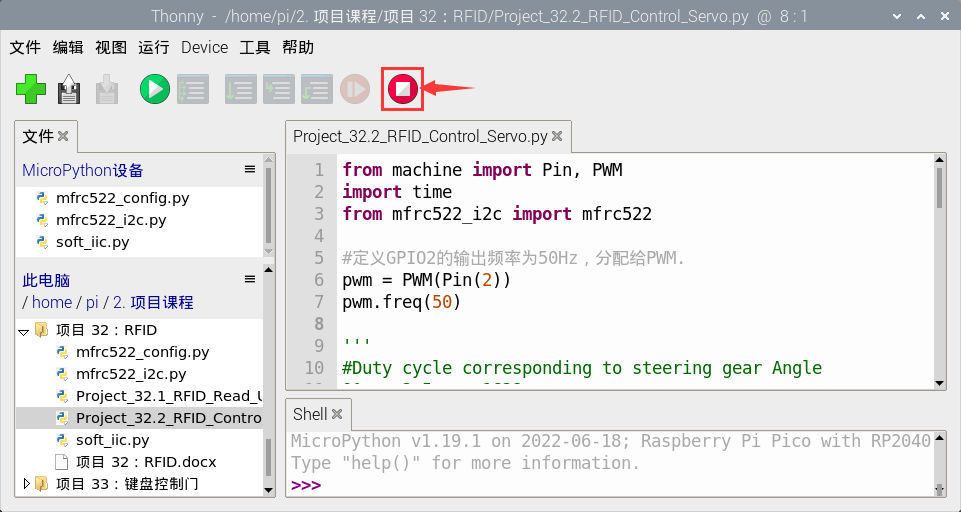 Thonny - /home/pi/2. 项目课程/项目 32：RFID/Project_32.2_RFID_Control_Servo.py @ 8 : 1
文件 编辑 视图 运行 Device 工具 帮助
文件
MicroPython设备
mfrc522_config.py
mfrc522_i2c.py
soft_iic.py
此电脑
/ home / pi / 2. 项目课程
项目 32：RFID
mfrc522_config.py
mfrc522_i2c.py
Project_32.1_RFID_Read_U
Project_32.2_RFID_Contro
soft_iic.py
项目 32：RFID.docx
项目 33：键盘控制门
Project_32.2_RFID_Control_Servo.py
1 from machine import Pin, PWM
2 import time
3 from mfrc522_i2c import mfrc522
4
5 #定义GPIO2的输出频率为50Hz，分配给PWM.
6 pwm = PWM(Pin(2))
7 pwm.freq(50)
8
9 '''
10 #Duty cycle corresponding to steering gear Angle
Shell
MicroPython v1.19.1 on 2022-06-18; Raspberry Pi Pico with RP2040
Type "help()" for more information.
>>>